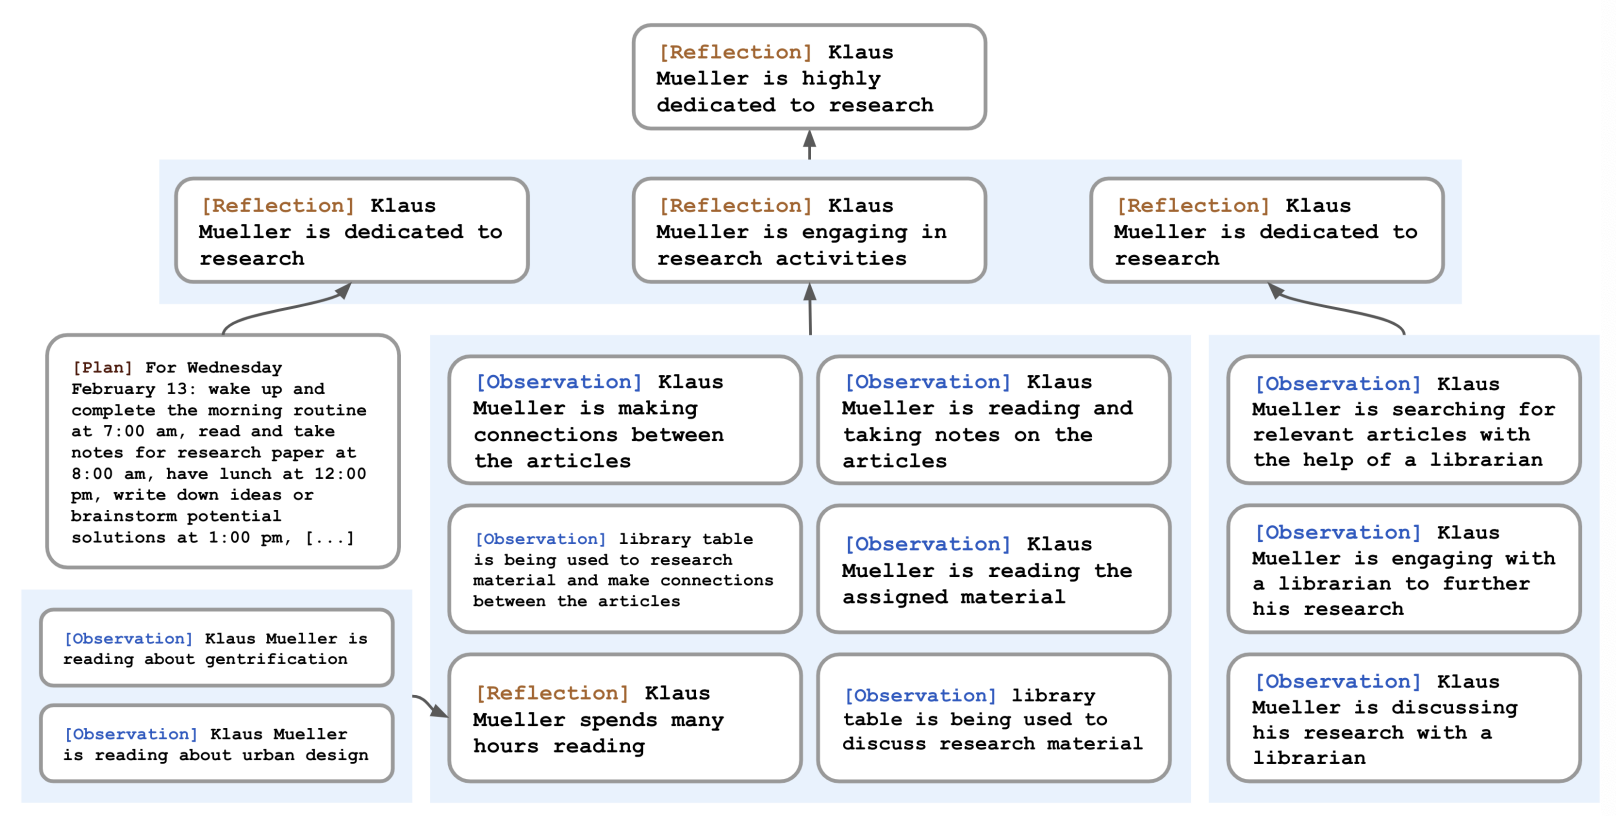 [Reflection] Klaus
Mueller is highly
dedicated to research
[Reflection] Klaus
Mueller is dedicated to
research
[Reflection] Klaus
Mueller is engaging in
research activities
[Reflection] Klaus
Mueller is dedicated to
research
[Plan] For Wednesday
February 13: wake up and
complete the morning routine
at 7:00 am, read and take
notes for research paper at
8:00 am, have lunch at 12:00
pm, write down ideas or
brainstorm potential
solutions at 1:00 pm, [...]
[Observation] Klaus Mueller is
reading about gentrification
[Observation] Klaus Mueller
is reading about urban design
[Observation] Klaus
Mueller is making
connections between
the articles
[Observation] Klaus
Mueller is reading and
taking notes on the
articles
[Observation] library table
is being used to research
material and make connections
between the articles
[Observation] Klaus
Mueller is reading the
assigned material
[Reflection] Klaus
Mueller spends many
hours reading
[Observation] library
table is being used to
discuss research material
[Observation] Klaus
Mueller is searching for
relevant articles with
the help of a librarian
[Observation] Klaus
Mueller is engaging with
a librarian to further
his research
[Observation] Klaus
Mueller is discussing
his research with a
librarian